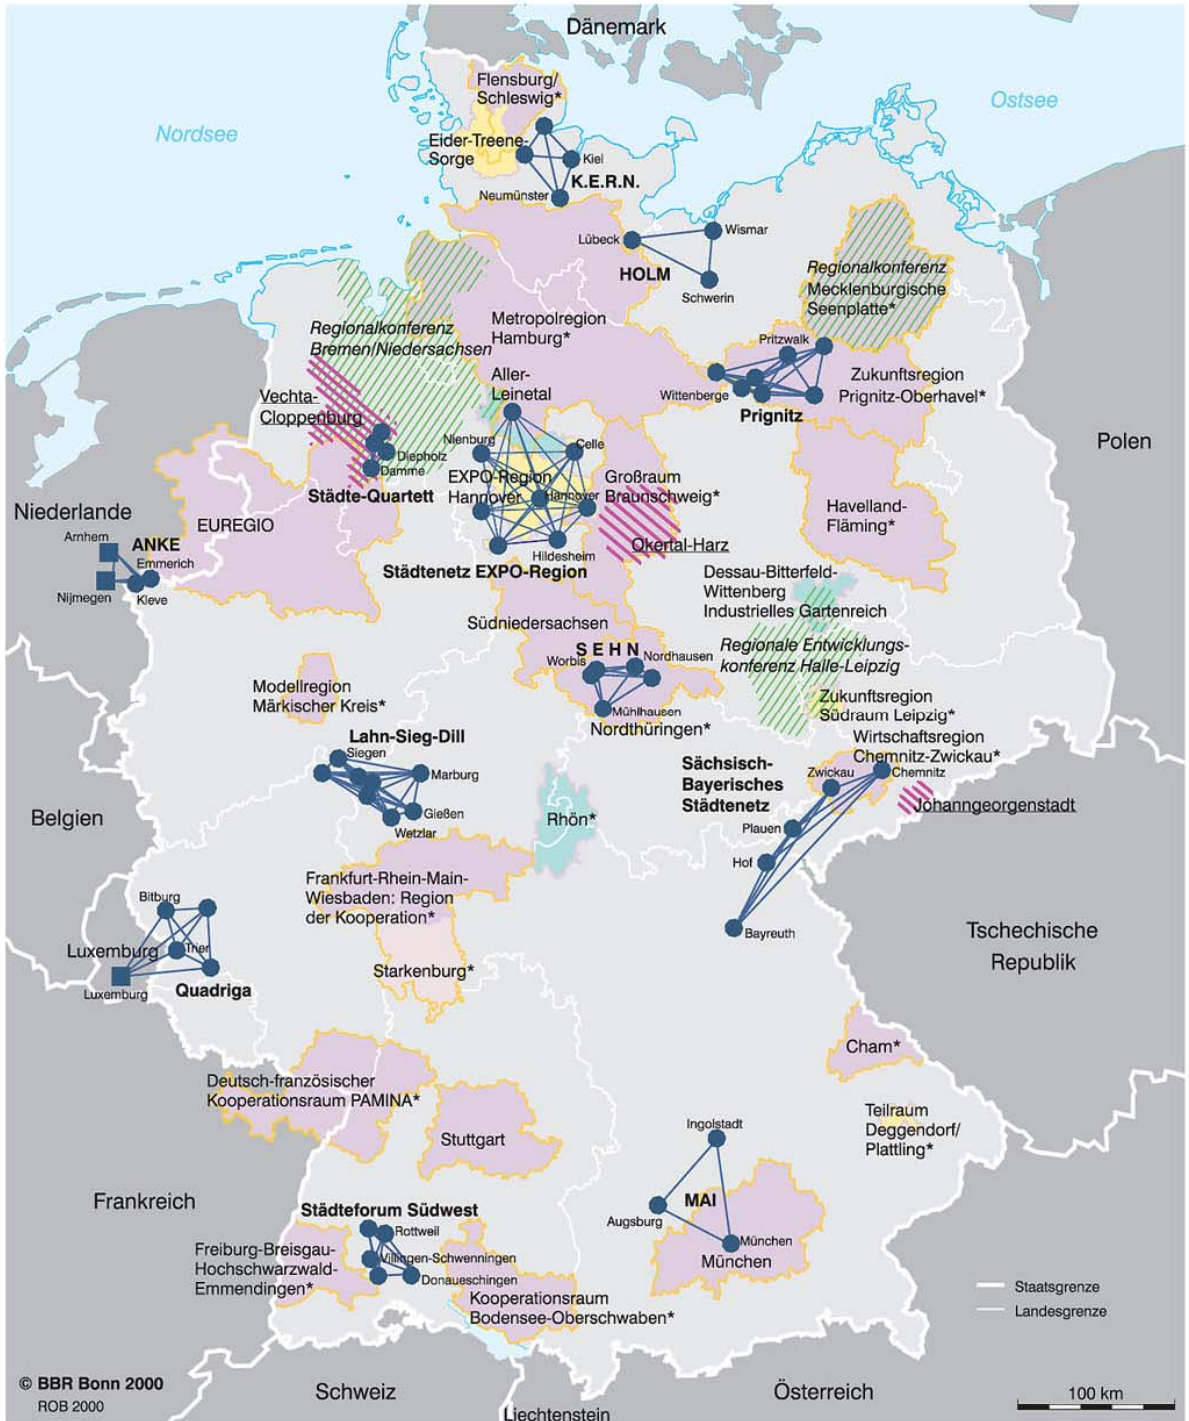 Dänemark
Nordsee
Ostsee
Flensburg/
Schleswig*
Eider-Treene-
Sorge
Kiel
K.E.R.N.
Neumünster
Lübeck
Wismar
HOLM
Schwerin
Regionalkonferenz
Mecklenburgische
Seenplatte*
Metropolregion
Hamburg*
Regionalkonferenz
Bremen/Niedersachsen
Pritzwalk
Zukunftsregion
Prignitz-Oberhavel*
Wittenberge
Prignitz
Aller-
Leinetal
Vechta-
Cloppenburg
Diepholz
Damme
Städte-Quartett
Nienburg
Celle
EXPO-Region
Hannover
Hannover
Hildesheim
Städtenetz EXPO-Region
Großraum
Braunschweig*
Okertal-Harz
Havelland-
Fläming*
Polen
Niederlande
Arnhem
ANKE
Emmerich
Nijmegen
Kleve
EUREGIO
Dessau-Bitterfeld-
Wittenberg
Industrielles Gartenreich
Südniedersachsen
S E H N
Worbis
Nordhausen
Mühlhausen
Nordthüringen*
Regionale Entwicklungs-
konferenz Halle-Leipzig
Zukunftsregion
Südraum Leipzig*
Wirtschaftsregion
Chemnitz-Zwickau*
Modellregion
Märkischer Kreis*
Lahn-Sieg-Dill
Siegen
Marburg
Gießen
Wetzlar
Sächsisch-
Bayerisches
Städtenetz
Zwickau
Chemnitz
Johanngeorgenstadt
Plauen
Hof
Bayreuth
Belgien
Rhön*
Frankfurt-Rhein-Main-
Wiesbaden: Region
der Kooperation*
Starkenburg*
Bitburg
Trier
Luxemburg
Luxemburg
Quadriga
Tschechische
Republik
Cham*
Deutsch-französischer
Kooperationsraum PAMINA*
Stuttgart
Teilraum
Deggendorf/
Plattling*
Ingolstadt
MAI
Augsburg
München
München
Frankreich
Städteforum Südwest
Rottweil
Villingen-Schwenningen
Donaueschingen
Freiburg-Breisgau-
Hochschwarzwald-
Emmendingen*
Kooperationsraum
Bodensee-Oberschwaben*
Staatsgrenze
Landesgrenze
© BBR Bonn 2000
ROB 2000
Schweiz
Liechtenstein
Österreich
100 km